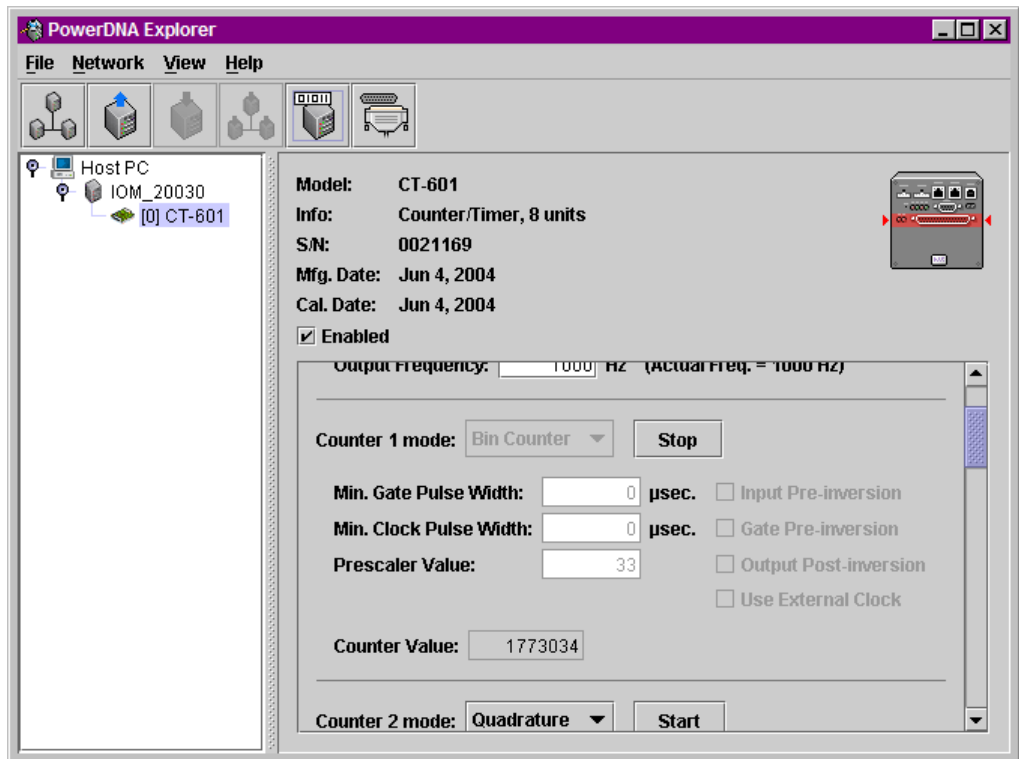 PowerDNA Explorer
File Network View Help
Host PC
IOM_20030
[0] CT-601
Model: CT-601
Info: Counter/Timer, 8 units
S/N: 0021169
Mfg. Date: Jun 4, 2004
Cal. Date: Jun 4, 2004
Enabled
Output Frequency: 1000 Hz (Actual Freq. = 1000 Hz)
Counter 1 mode: Bin Counter Stop
Min. Gate Pulse Width: 0 µsec. Input Pre-inversion
Min. Clock Pulse Width: 0 µsec. Gate Pre-inversion
Prescaler Value: 33 Output Post-inversion
Use External Clock
Counter Value: 1773034
Counter 2 mode: Quadrature Start